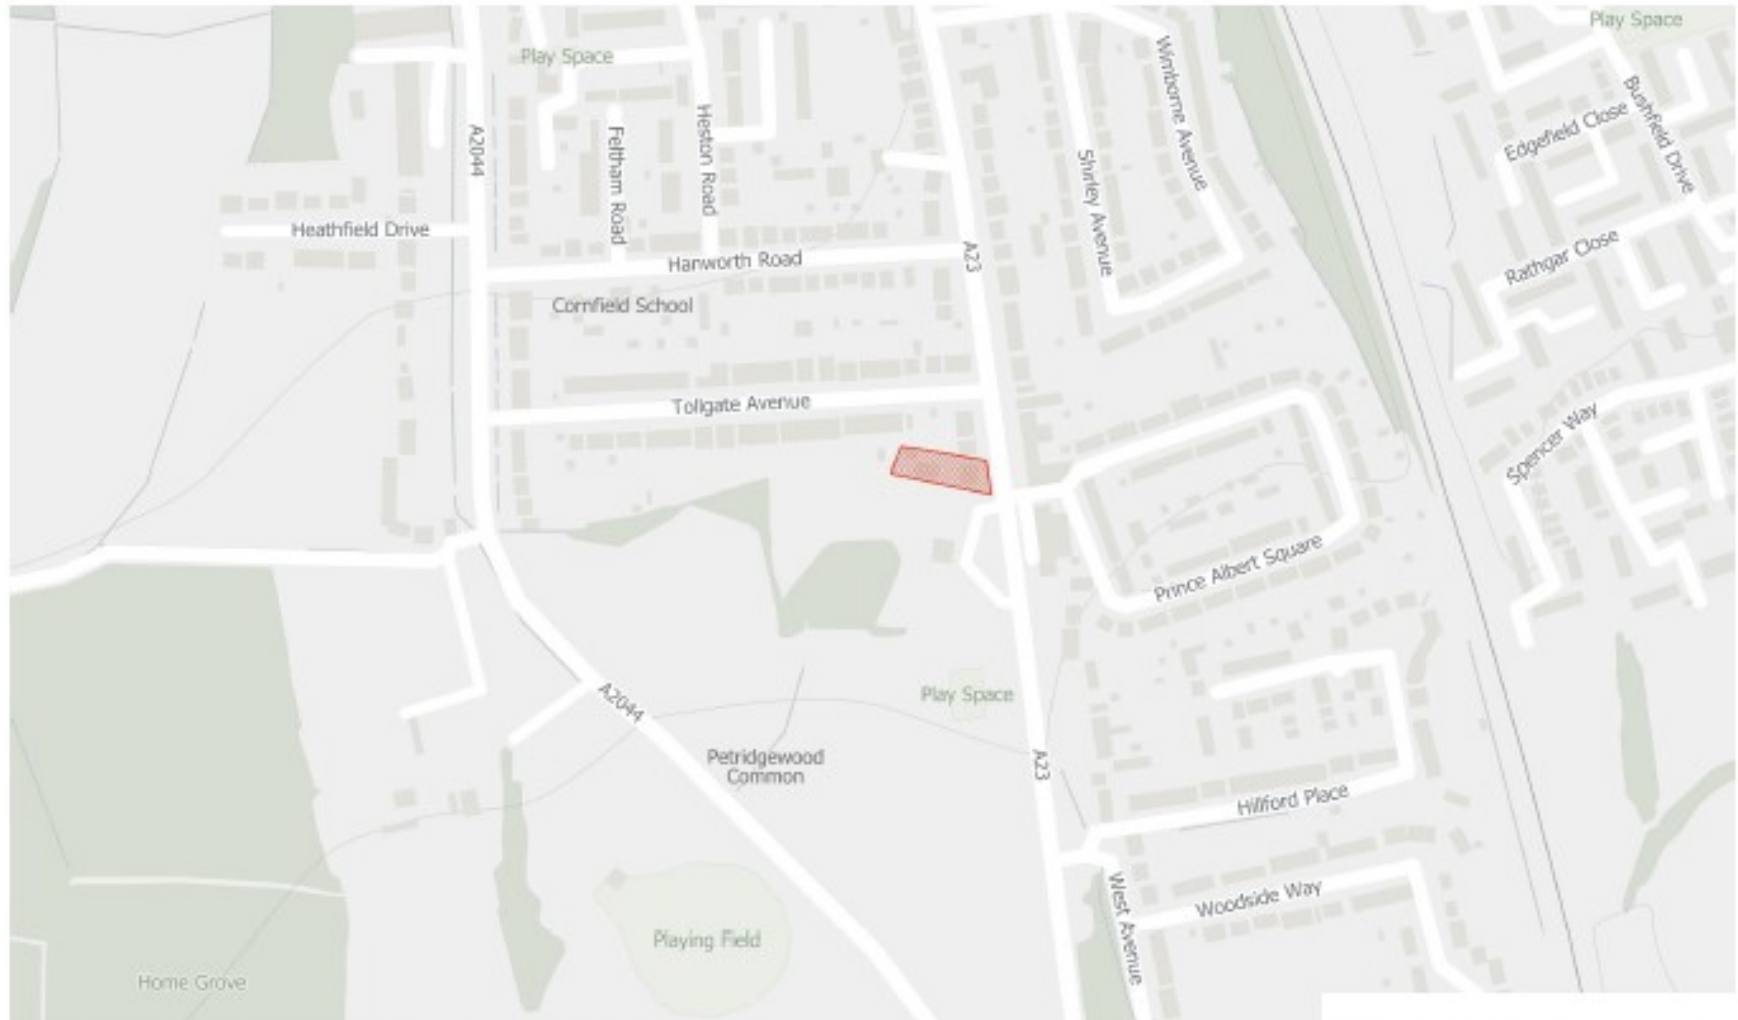 Play Space
Play Space
Wimborne Avenue
Bushfield Drive
Edgefield Close
A2044
Feltham Road
Heston Road
Shirley Avenue
Heathfield Drive
Hanworth Road
A23
Rathgar Close
Cornfield School
Tollgate Avenue
Spencer Way
Prince Albert Square
A2044
Play Space
Petridgewood
Common
A23
Hillford Place
Woodside Way
West Avenue
Playing Field
Home Grove